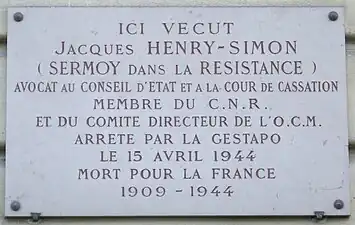 ICI VECUT
JACQUES HENRY-SIMON
( SERMOY DANS LA RESISTANCE )
AVOCAT AU CONSEIL D'ETAT ET A LA COUR DE CASSATION
MEMBRE DU C.N.R.
ET DU COMITE DIRECTEUR DE L'O.C.M.
ARRETE PAR LA GESTAPO
LE 15 AVRIL 1944
MORT POUR LA FRANCE
1909 - 1944